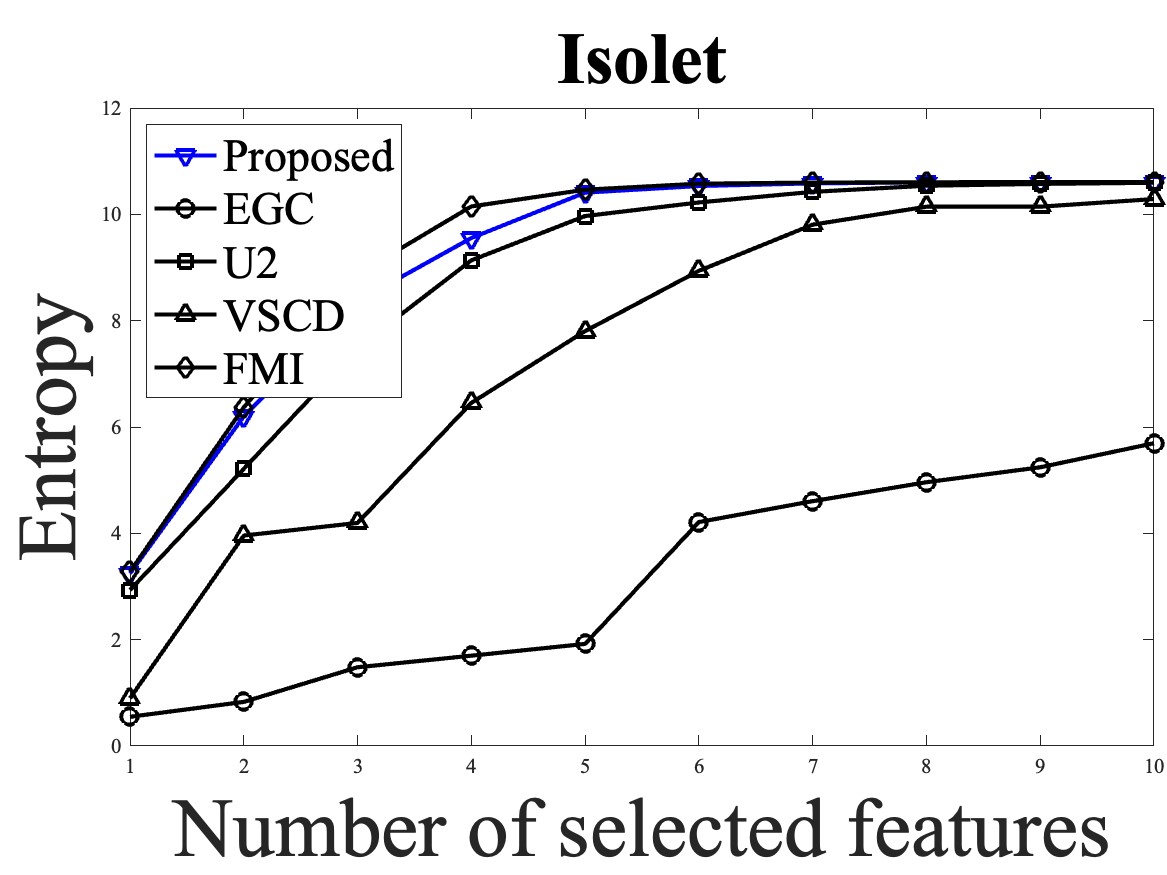 Isolet
12
10
8
6
4
2
0
Entropy
Proposed
EGC
U2
VSCD
FMI
1 2 3 4 5 6 7 8 9 10
Number of selected features